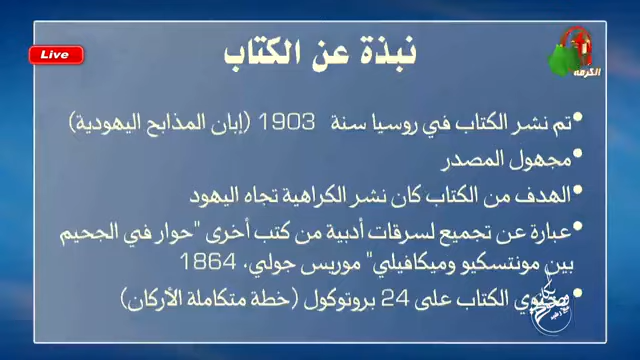 نبذة عن الكتاب
Live
الكرمة
•تم نشر الكتاب في روسيا سنة 1903 (إبان المذابح اليهودية)
•مجهول المصدر
•الهدف من الكتاب كان نشر الكراهية تجاه اليهود
•عبارة عن تجميع لسرقات أدبية من كتب أخرى "حوار في الجحيم
بين مونتسكيو وميكافيلي" موريس جولي، 1864
الكتاب على 24 بروتوكول (خطة متكاملة الأركان)